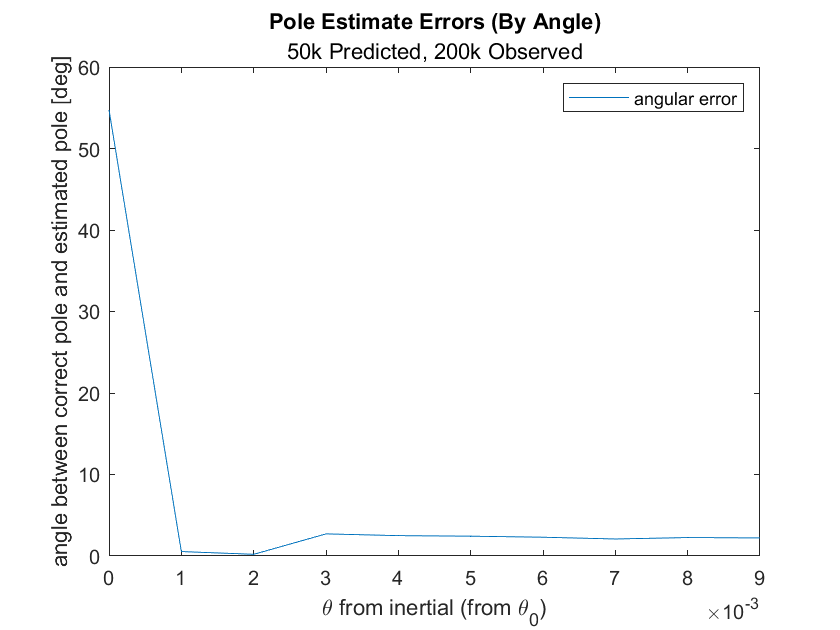 Pole Estimate Errors (By Angle)
50k Predicted, 200k Observed
angular error
angle between correct pole and estimated pole [deg]
60
50
40
30
20
10
0
0 1 2 3 4 5 6 7 8 9
θ from inertial (from θ₀)
×10⁻³